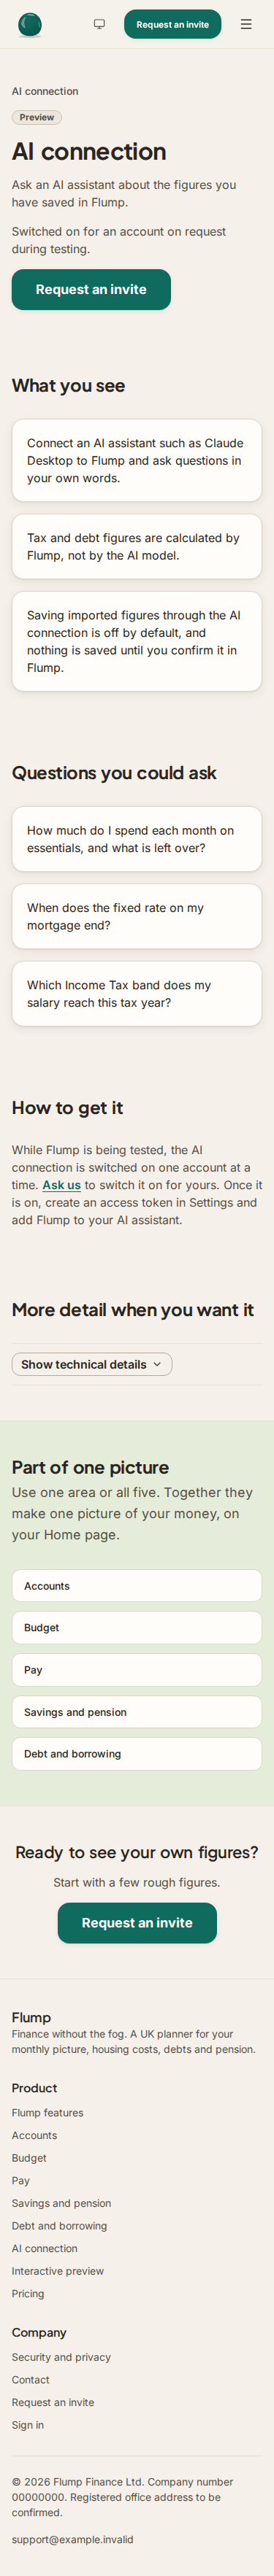 Request an invite
AI connection
Preview
AI connection
Ask an AI assistant about the figures you
have saved in Flump.
Switched on for an account on request
during testing.
Request an invite
What you see
Connect an AI assistant such as Claude
Desktop to Flump and ask questions in
your own words.
Tax and debt figures are calculated by
Flump, not by the AI model.
Saving imported figures through the AI
connection is off by default, and
nothing is saved until you confirm it in
Flump.
Questions you could ask
How much do I spend each month on
essentials, and what is left over?
When does the fixed rate on my
mortgage end?
Which Income Tax band does my
salary reach this tax year?
How to get it
While Flump is being tested, the AI
connection is switched on one account at a
time. Ask us to switch it on for yours. Once it
is on, create an access token in Settings and
add Flump to your AI assistant.
More detail when you want it
Show technical details
Part of one picture
Use one area or all five. Together they
make one picture of your money, on
your Home page.
Accounts
Budget
Pay
Savings and pension
Debt and borrowing
Ready to see your own figures?
Start with a few rough figures.
Request an invite
Flump
Finance without the fog. A UK planner for your
monthly picture, housing costs, debts and pension.
Product
Flump features
Accounts
Budget
Pay
Savings and pension
Debt and borrowing
AI connection
Interactive preview
Pricing
Company
Security and privacy
Contact
Request an invite
Sign in
© 2026 Flump Finance Ltd. Company number
00000000. Registered office address to be
confirmed.
support@example.invalid